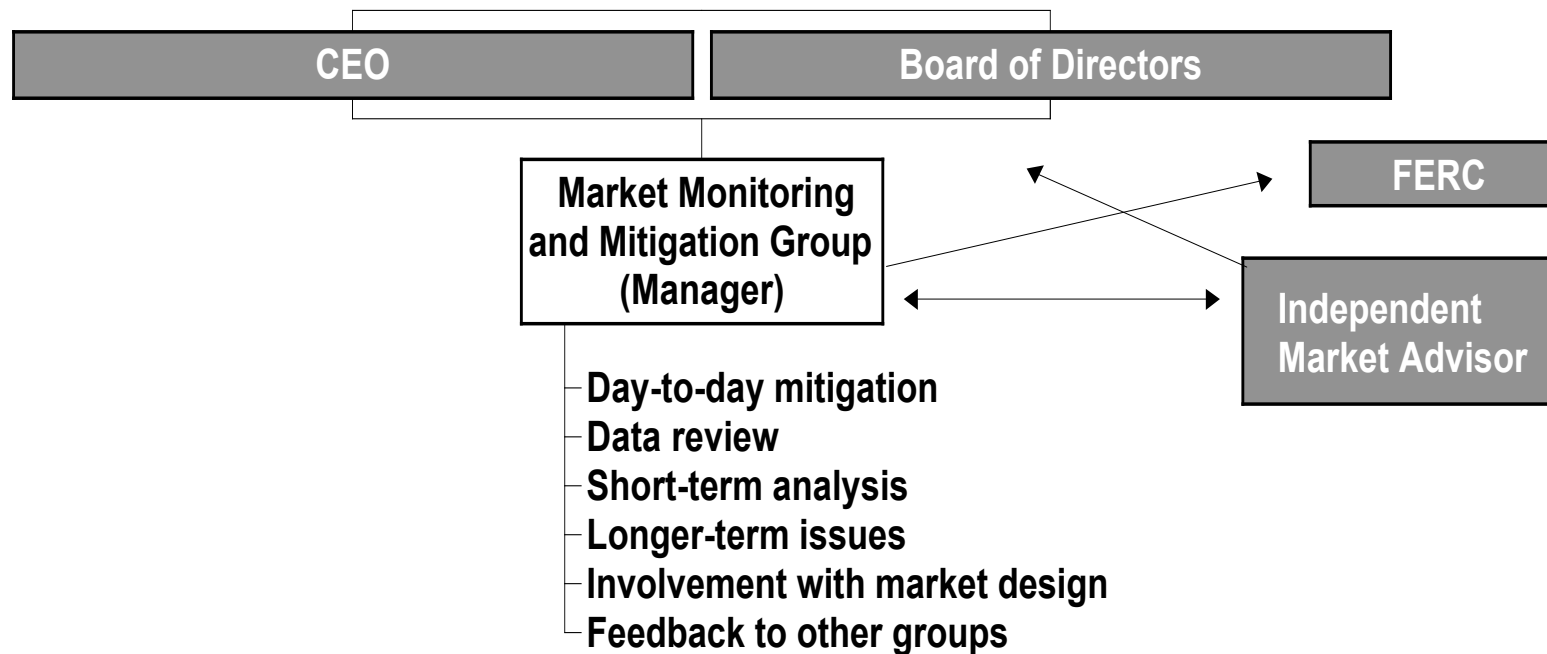 CEO
Board of Directors
Market Monitoring
and Mitigation Group
(Manager)
FERC
Independent
Market Advisor
Day-to-day mitigation
Data review
Short-term analysis
Longer-term issues
Involvement with market design
Feedback to other groups